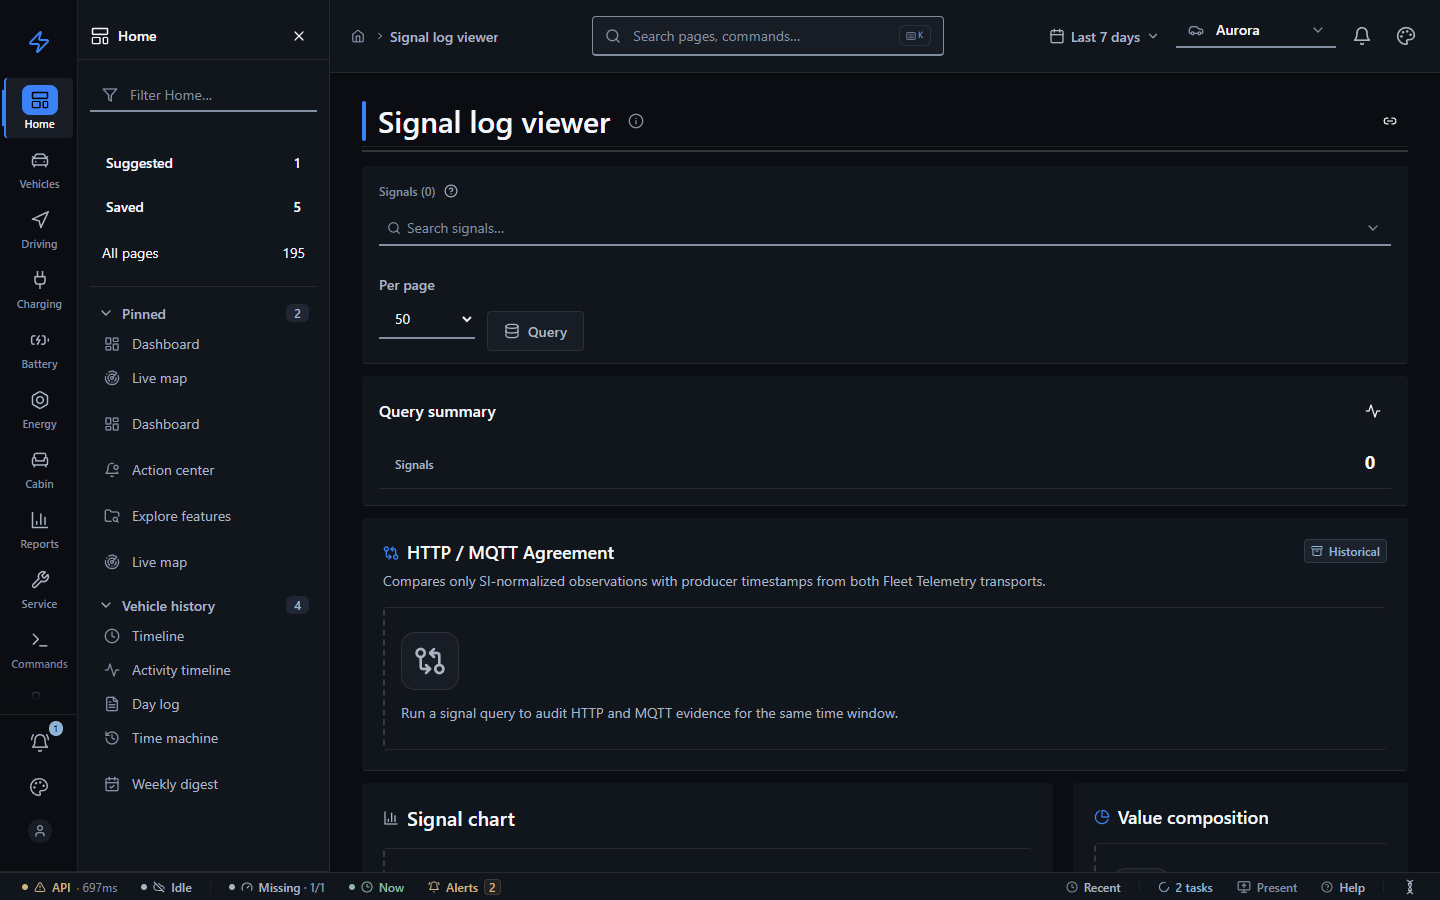 Home
Signal log viewer
Search pages, commands...
K
Last 7 days
Aurora
Home
Vehicles
Driving
Charging
Battery
Energy
Cabin
Reports
Service
Commands
1
Filter Home...
Suggested 1
Saved 5
All pages 195
Pinned 2
Dashboard
Live map
Dashboard
Action center
Explore features
Live map
Vehicle history 4
Timeline
Activity timeline
Day log
Time machine
Weekly digest
Signal log viewer
Signals (0)
Search signals...
Per page
50
Query
Query summary
Signals 0
HTTP / MQTT Agreement
Historical
Compares only SI-normalized observations with producer timestamps from both Fleet Telemetry transports.
Run a signal query to audit HTTP and MQTT evidence for the same time window.
Signal chart
Value composition
API · 697ms
Idle
Missing · 1/1
Now
Alerts 2
Recent
2 tasks
Present
Help